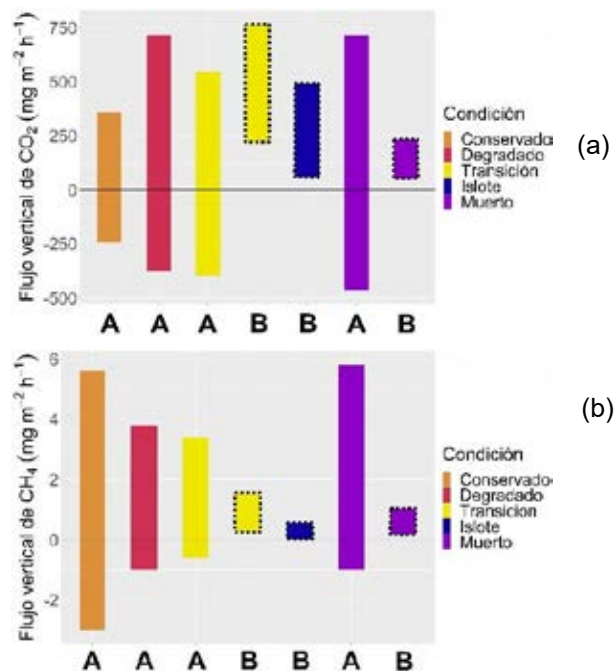 Flujo vertical de CO₂ (mg m⁻² h⁻¹)
750
500
250
0
-250
-500
A A A B B A B
Condición
Conservado
Degradado
Transición
Islote
Muerto
(a)
Flujo vertical de CH₄ (mg m⁻² h⁻¹)
6
4
2
0
-2
A A A B B A B
Condición
Conservado
Degradado
Transicion
Islote
Muerto
(b)